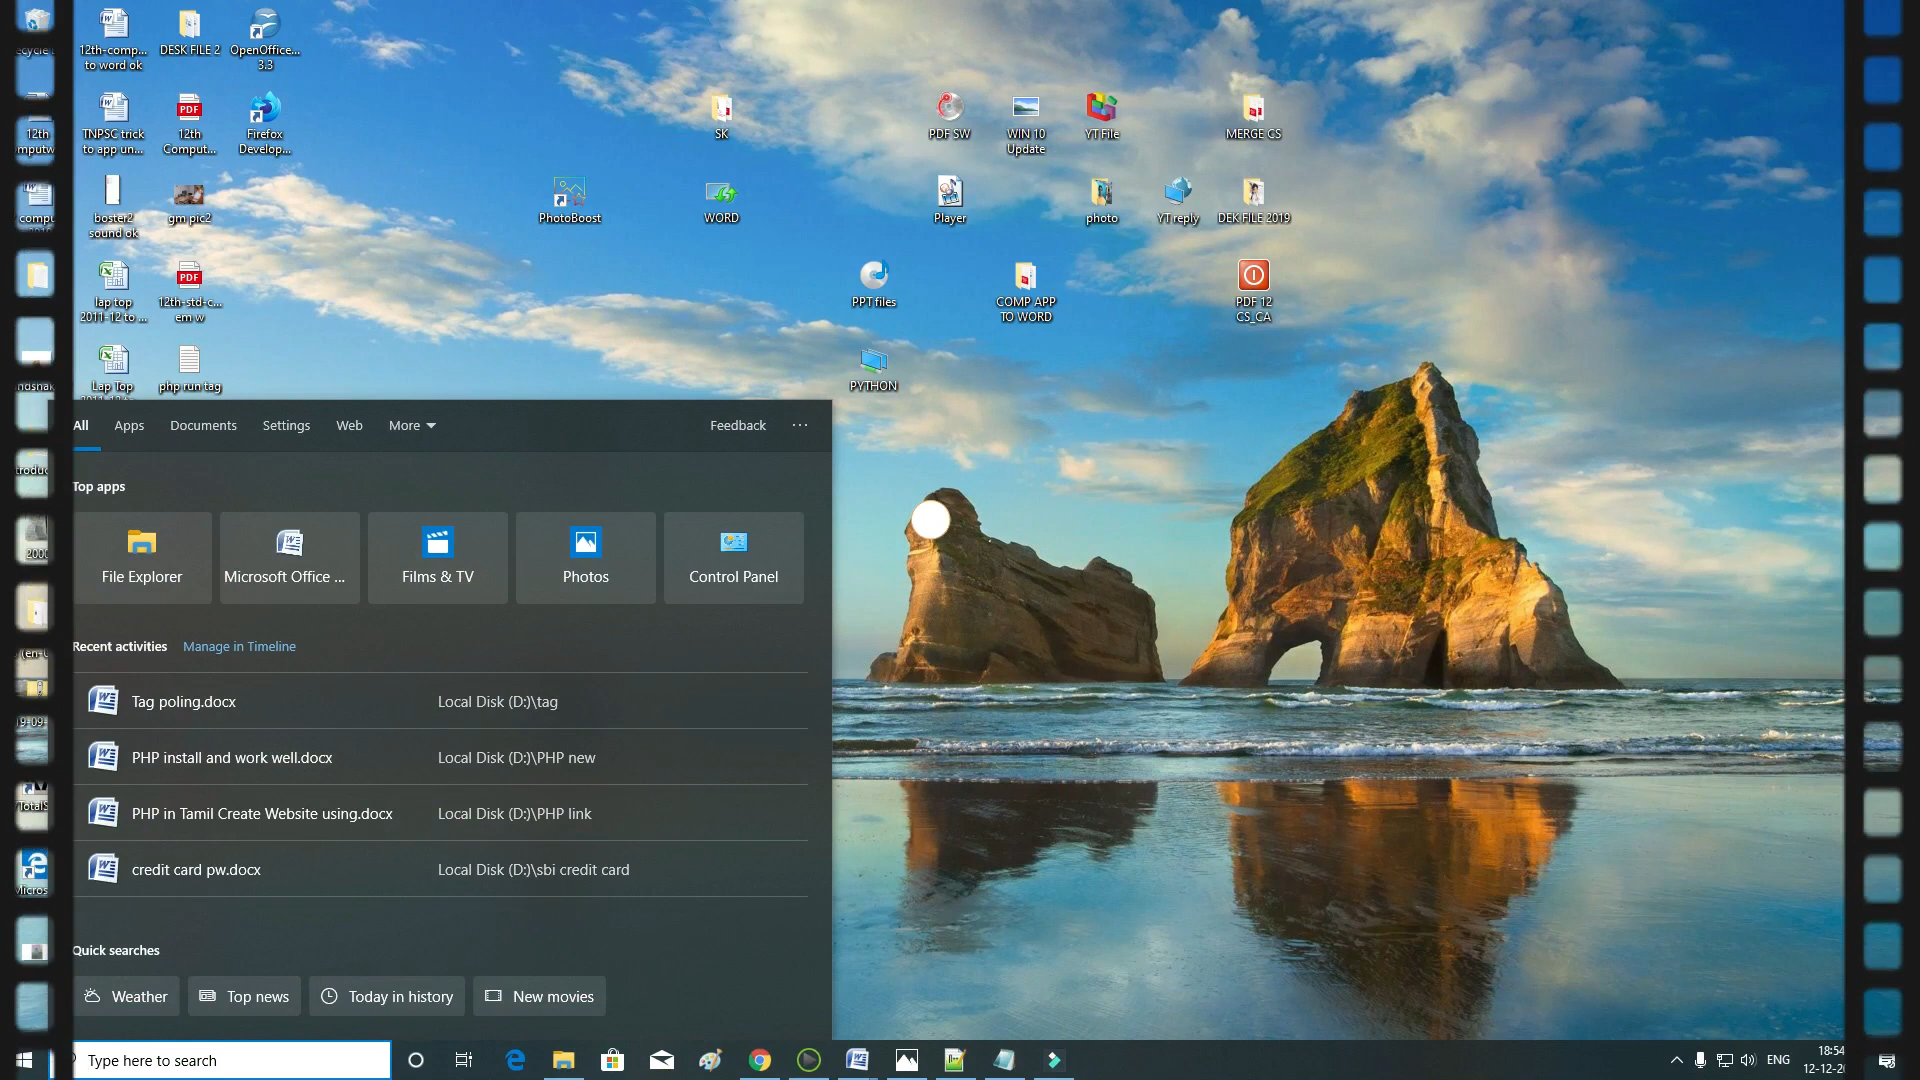 12th-comp...
to word ok
DESK FILE 2
OpenOffice...
3.3
12th
TNPSC trick
to app un...
PDF
12th
Comput...
Firefox
Develop...
SK
PDF SW
WIN 10
Update
YT File
MERGE CS
boster2
sound ok
gm pic2
PhotoBoost
WORD
Player
photo
YT reply
DEK FILE 2019
lap top
2011-12 to ...
PDF
12th-std-c...
em w
PPT files
COMP APP
TO WORD
PDF 12
CS_CA
Lap Top
php run tag
PYTHON
All
Apps
Documents
Settings
Web
More
Feedback
...
Top apps
File Explorer
Microsoft Office ...
Films & TV
Photos
Control Panel
Recent activities
Manage in Timeline
Tag poling.docx
Local Disk (D:)\tag
PHP install and work well.docx
Local Disk (D:)\PHP new
PHP in Tamil Create Website using.docx
Local Disk (D:)\PHP link
credit card pw.docx
Local Disk (D:)\sbi credit card
Quick searches
Weather
Top news
Today in history
New movies
Type here to search
ENG
18:54
12-12-20